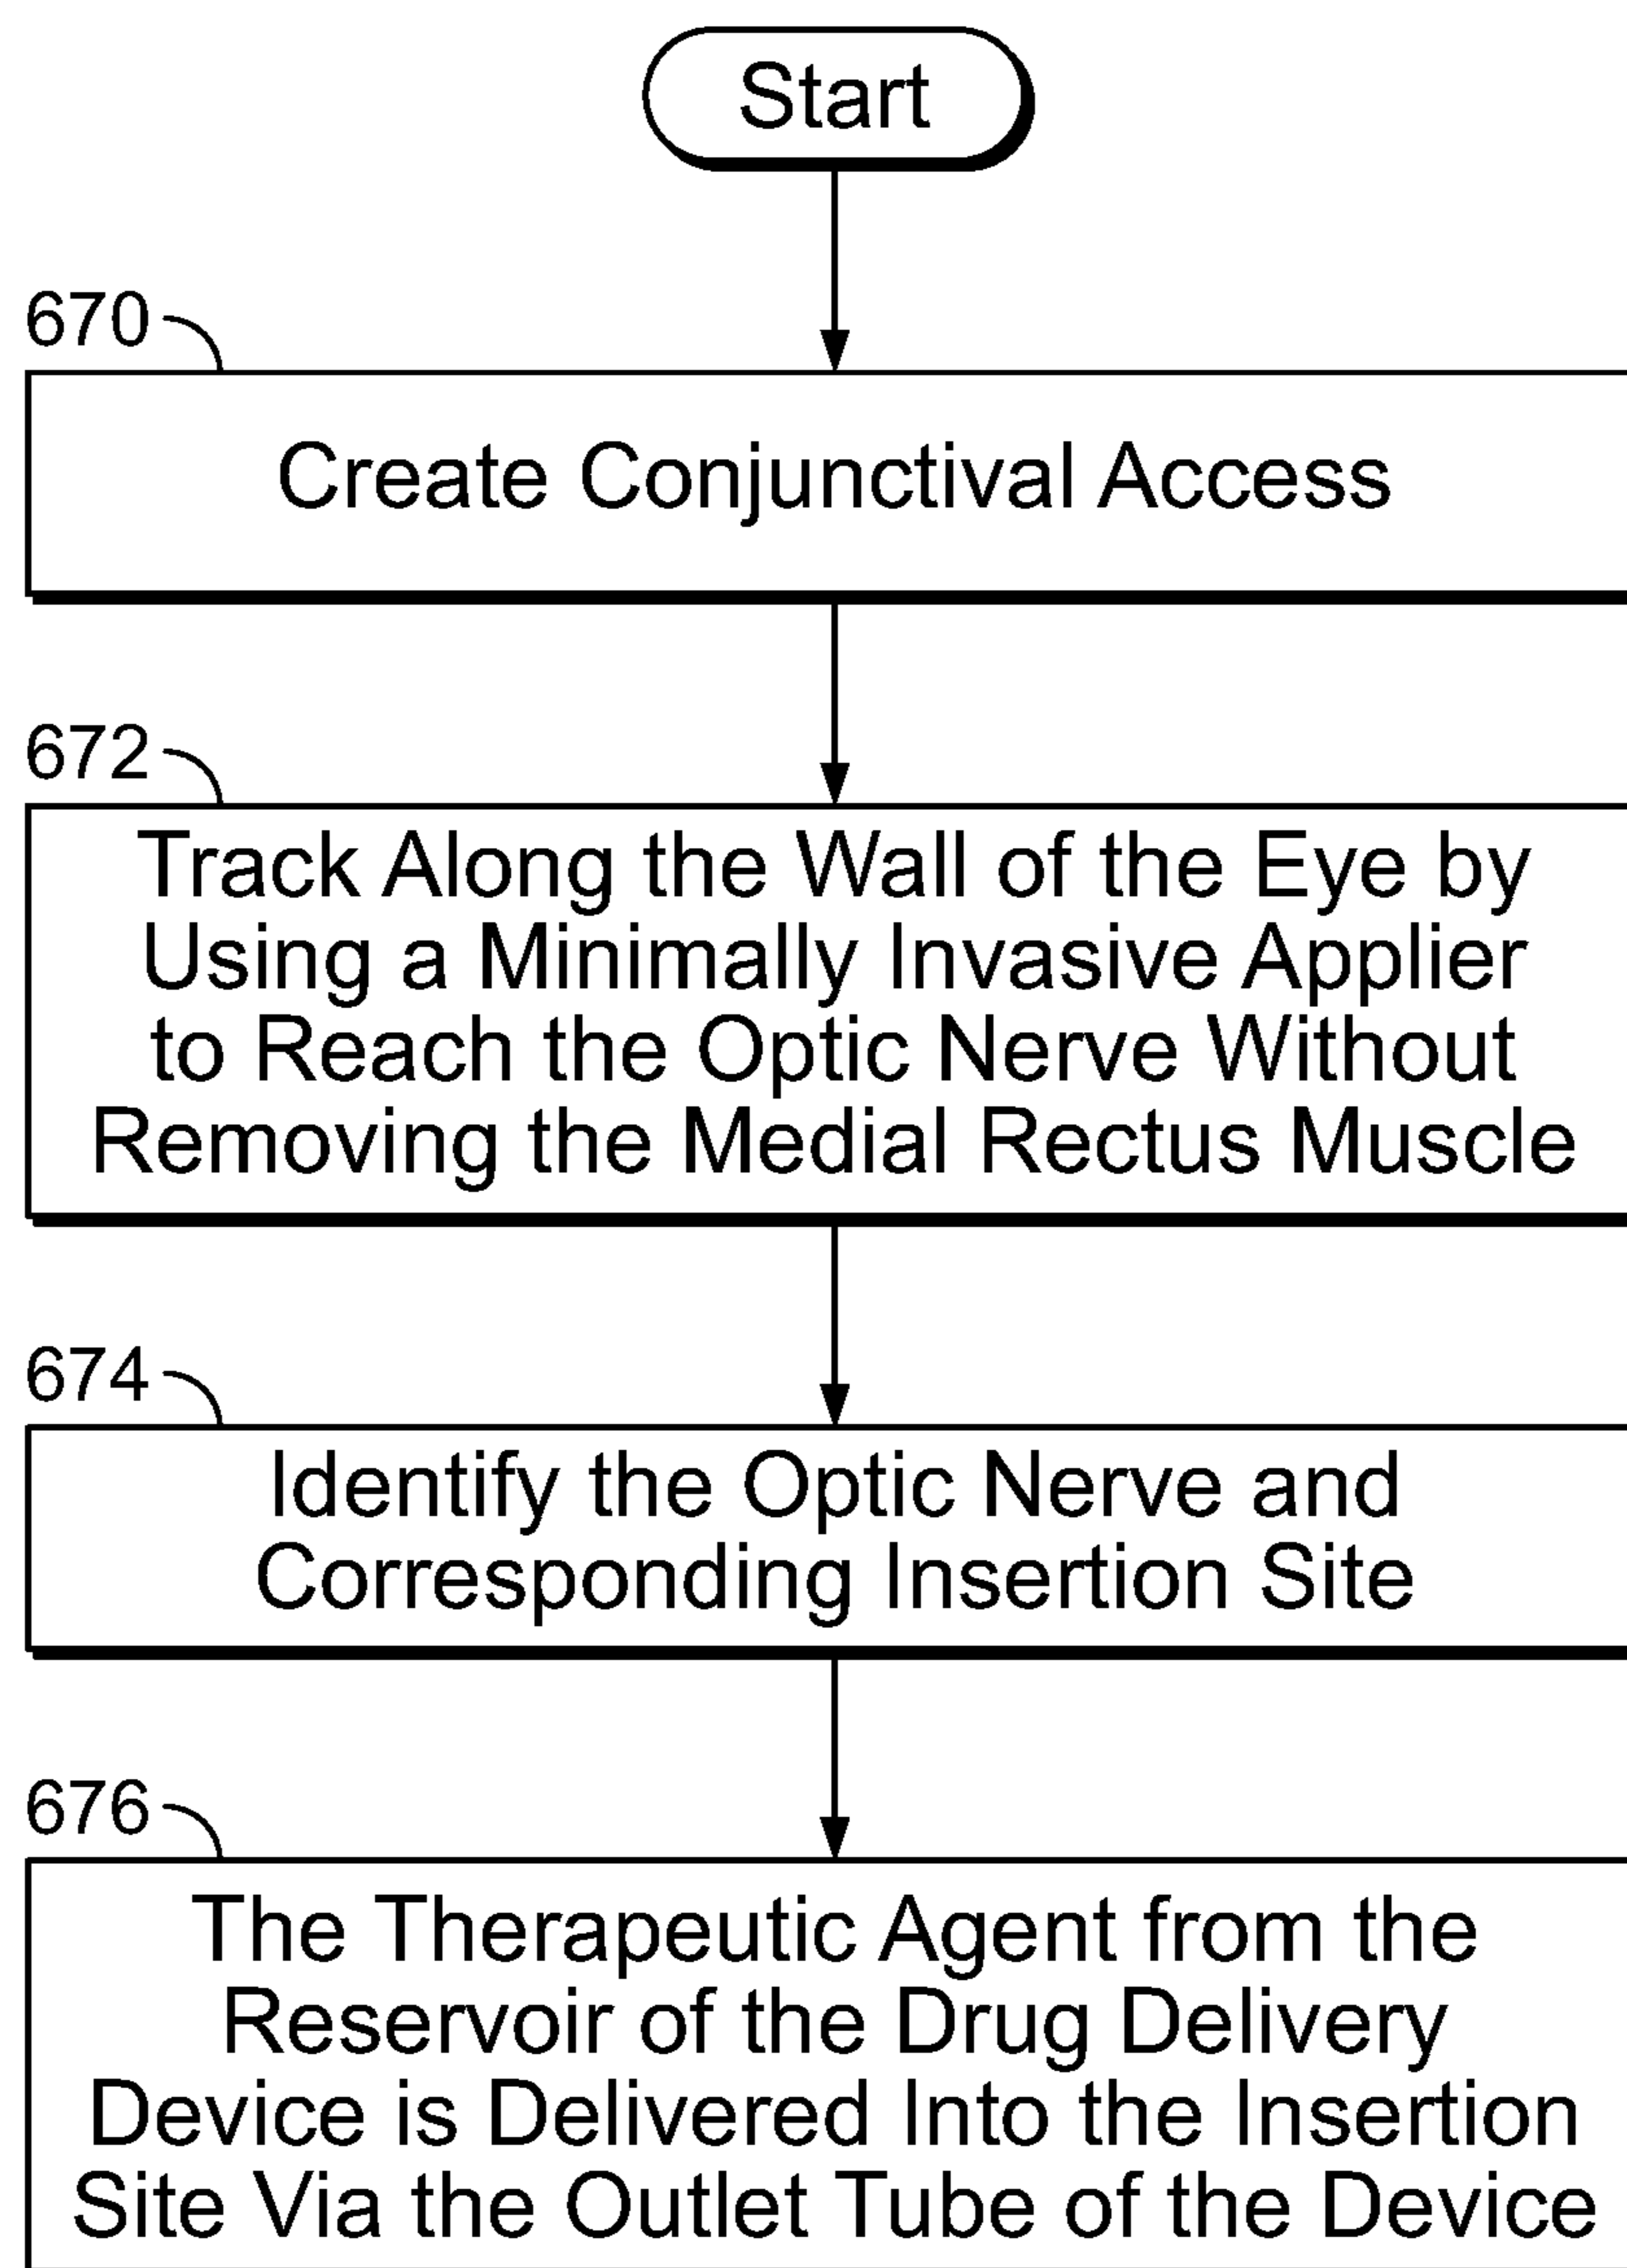 Start
670
Create Conjunctival Access
672
Track Along the Wall of the Eye by
Using a Minimally Invasive Applier
to Reach the Optic Nerve Without
Removing the Medial Rectus Muscle
674
Identify the Optic Nerve and
Corresponding Insertion Site
676
The Therapeutic Agent from the
Reservoir of the Drug Delivery
Device is Delivered Into the Insertion
Site Via the Outlet Tube of the Device